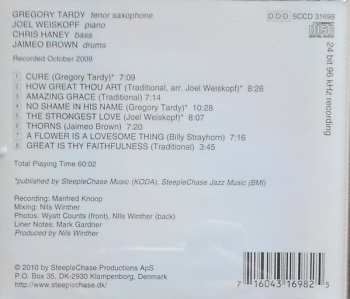 GREGORY TARDY tenor saxophone
JOEL WEISKOPF piano
CHRIS HANEY bass
JAIMEO BROWN drums
Recorded October 2009
DDD SCCD 31698
24 bit 96 kHz recording
1 CURE (Gregory Tardy)* 7:09
2 HOW GREAT THOU ART (Traditional, arr. Joel Weiskopf)* 8:26
3 AMAZING GRACE (Traditional) 7:14
4 NO SHAME IN HIS NAME (Gregory Tardy)* 10:28
5 THE STRONGEST LOVE (Joel Weiskopf)* 8:11
6 THORNS (Jaimeo Brown) 7:20
7 A FLOWER IS A LOVESOME THING (Billy Strayhorn) 7:20
8 GREAT IS THY FAITHFULNESS (Traditional) 3:45
Total Playing Time 60:02
*published by SteepleChase Music (KODA), SteepleChase Jazz Music (BMI)
Recording: Manfred Knoop
Mixing: Nils Winther
Photos: Wyatt Counts (front), Nils Winther (back)
Liner Notes: Mark Gardner
Produced by Nils Winther
© 2010 by SteepleChase Productions ApS
P.O. Box 35, DK-2930 Klampenborg, Denmark
http://www.steeplechase.dk/
7 16043 16982 5